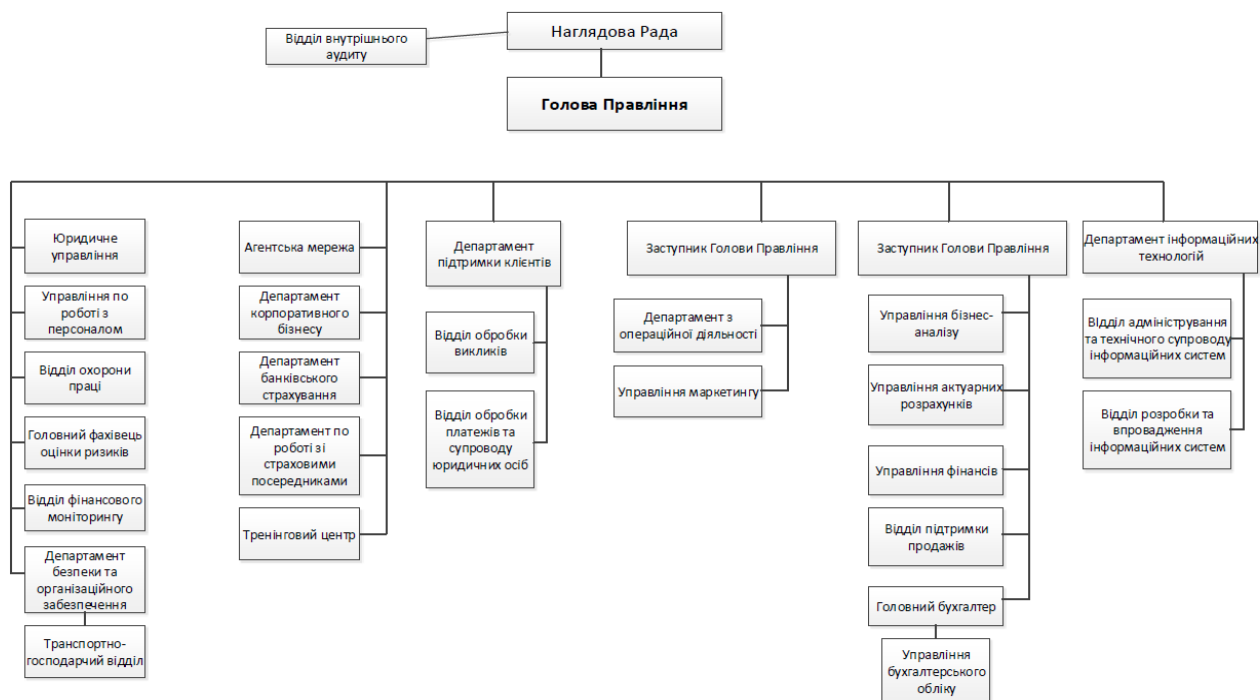 Наглядова Рада
Відділ внутрішнього
аудиту
Голова Правління
Юридичне
управління
Управління по
роботі з
персоналом
Відділ охорони
праці
Головний фахівець
оцінки ризиків
Відділ фінансового
моніторингу
Департамент
безпеки та
організаційного
забезпечення
Транспортно-
господарчий відділ
Агентська мережа
Департамент
корпоративного
бізнесу
Департамент
банківського
страхування
Департамент по
роботі зі
страховими
посередниками
Тренінговий центр
Департамент
підтримки клієнтів
Відділ обробки
викликів
Відділ обробки
платежів та
супроводу
юридичних осіб
Заступник Голови Правління
Департамент з
операційної діяльності
Управління маркетингу
Заступник Голови Правління
Управління бізнес-
аналізу
Управління актуарних
розрахунків
Управління фінансів
Відділ підтримки
продажів
Головний бухгалтер
Управління
бухгалтерського
обліку
Департамент інформаційних
технологій
ВІдділ адміністрування
та технічного супроводу
інформаційних систем
Відділ розробки та
впровадження
інформаційних систем